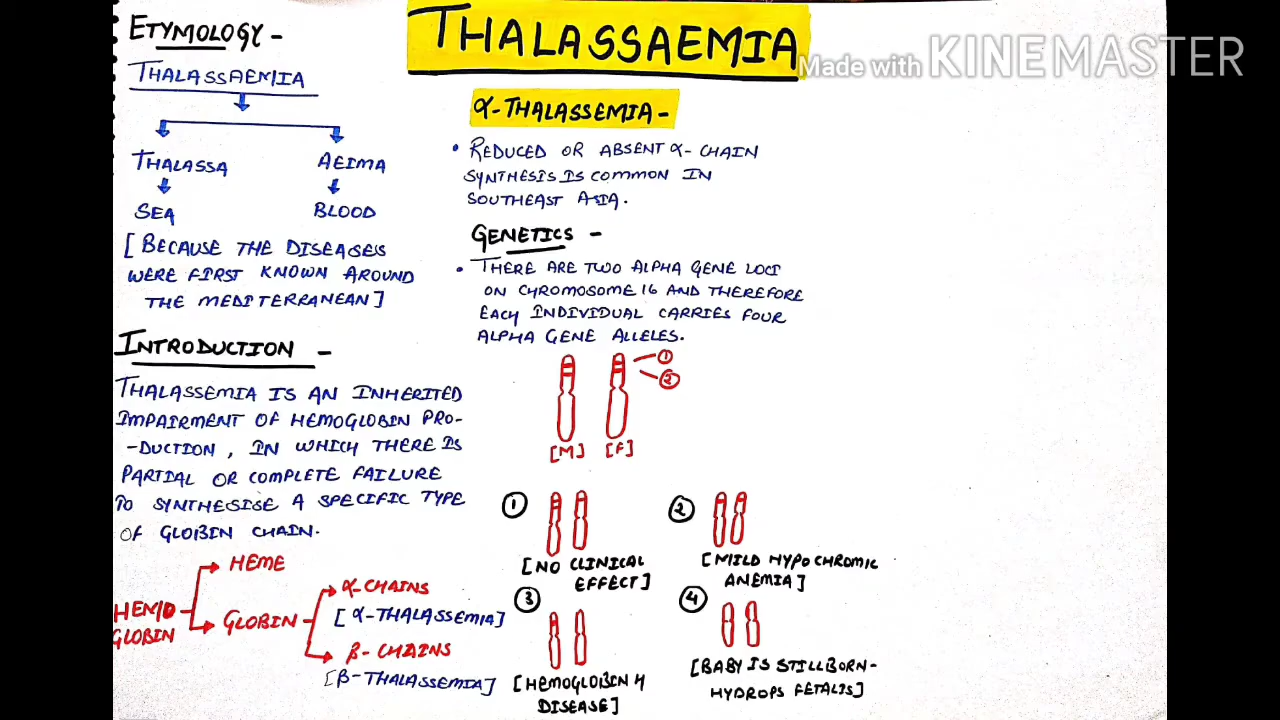 THALASSAEMIA
Made with KINEMASTER
ETYMOLOGY -
THALASSAEMIA
THALASSA AEIMA
SEA BLOOD
[BECAUSE THE DISEASES
WERE FIRST KNOWN AROUND
THE MEDITERRANEAN]
INTRODUCTION -
THALASSEMIA IS AN INHERITED
IMPAIRMENT OF HEMOGLOBIN PRO-
-DUCTION, IN WHICH THERE IS
PARTIAL OR COMPLETE FAILURE
TO SYNTHESISE A SPECIFIC TYPE
OF GLOBIN CHAIN.
HEMO
GLOBIN
HEME
GLOBIN
α-CHAINS
[α-THALASSEMIA]
β-CHAINS
[β-THALASSEMIA]
α-THALASSEMIA -
• REDUCED OR ABSENT α-CHAIN
SYNTHESIS IS COMMON IN
SOUTHEAST ASIA.
GENETICS -
• THERE ARE TWO ALPHA GENE LOCI
ON CHROMOSOME 16 AND THEREFORE
EACH INDIVIDUAL CARRIES FOUR
ALPHA GENE ALLELES.
①
②
[M] [F]
①
[NO CLINICAL
EFFECT]
②
[MILD HYPOCHROMIC
ANEMIA]
③
[HEMOGLOBIN H
DISEASE]
④
[BABY IS STILLBORN-
HYDROPS FETALIS]